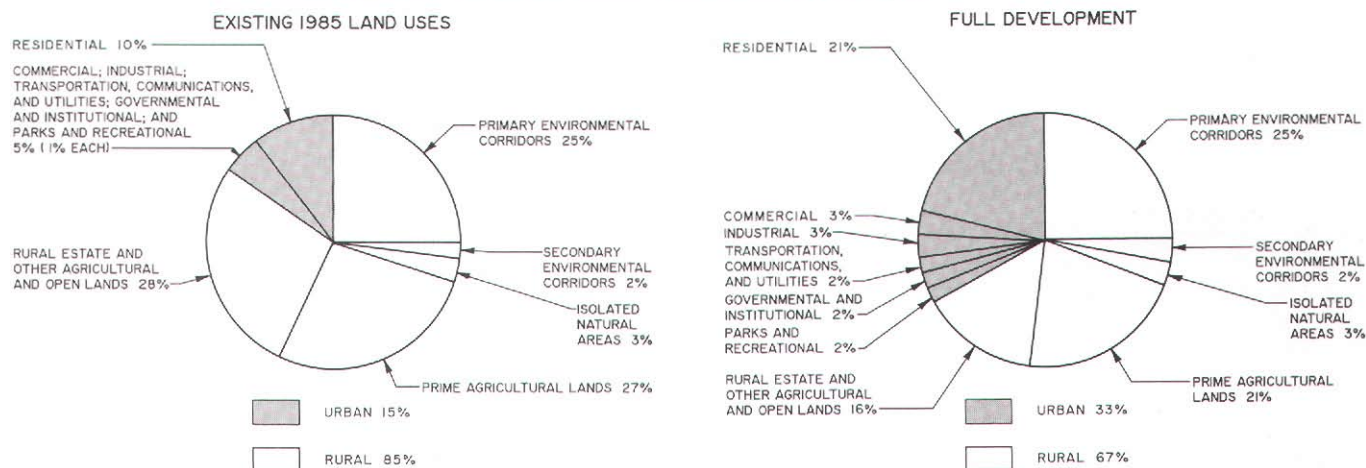 EXISTING 1985 LAND USES
RESIDENTIAL 10%
COMMERCIAL; INDUSTRIAL;
TRANSPORTATION, COMMUNICATIONS,
AND UTILITIES; GOVERNMENTAL
AND INSTITUTIONAL; AND
PARKS AND RECREATIONAL
5% (1% EACH)
RURAL ESTATE AND
OTHER AGRICULTURAL
AND OPEN LANDS 28%
PRIMARY ENVIRONMENTAL
CORRIDORS 25%
SECONDARY
ENVIRONMENTAL
CORRIDORS 2%
ISOLATED
NATURAL
AREAS 3%
PRIME AGRICULTURAL LANDS 27%
URBAN 15%
RURAL 85%
FULL DEVELOPMENT
RESIDENTIAL 21%
COMMERCIAL 3%
INDUSTRIAL 3%
TRANSPORTATION,
COMMUNICATIONS,
AND UTILITIES 2%
GOVERNMENTAL AND
INSTITUTIONAL 2%
PARKS AND
RECREATIONAL 2%
RURAL ESTATE AND
OTHER AGRICULTURAL
AND OPEN LANDS 16%
PRIMARY ENVIRONMENTAL
CORRIDORS 25%
SECONDARY
ENVIRONMENTAL
CORRIDORS 2%
ISOLATED
NATURAL
AREAS 3%
PRIME AGRICULTURAL
LANDS 21%
URBAN 33%
RURAL 67%